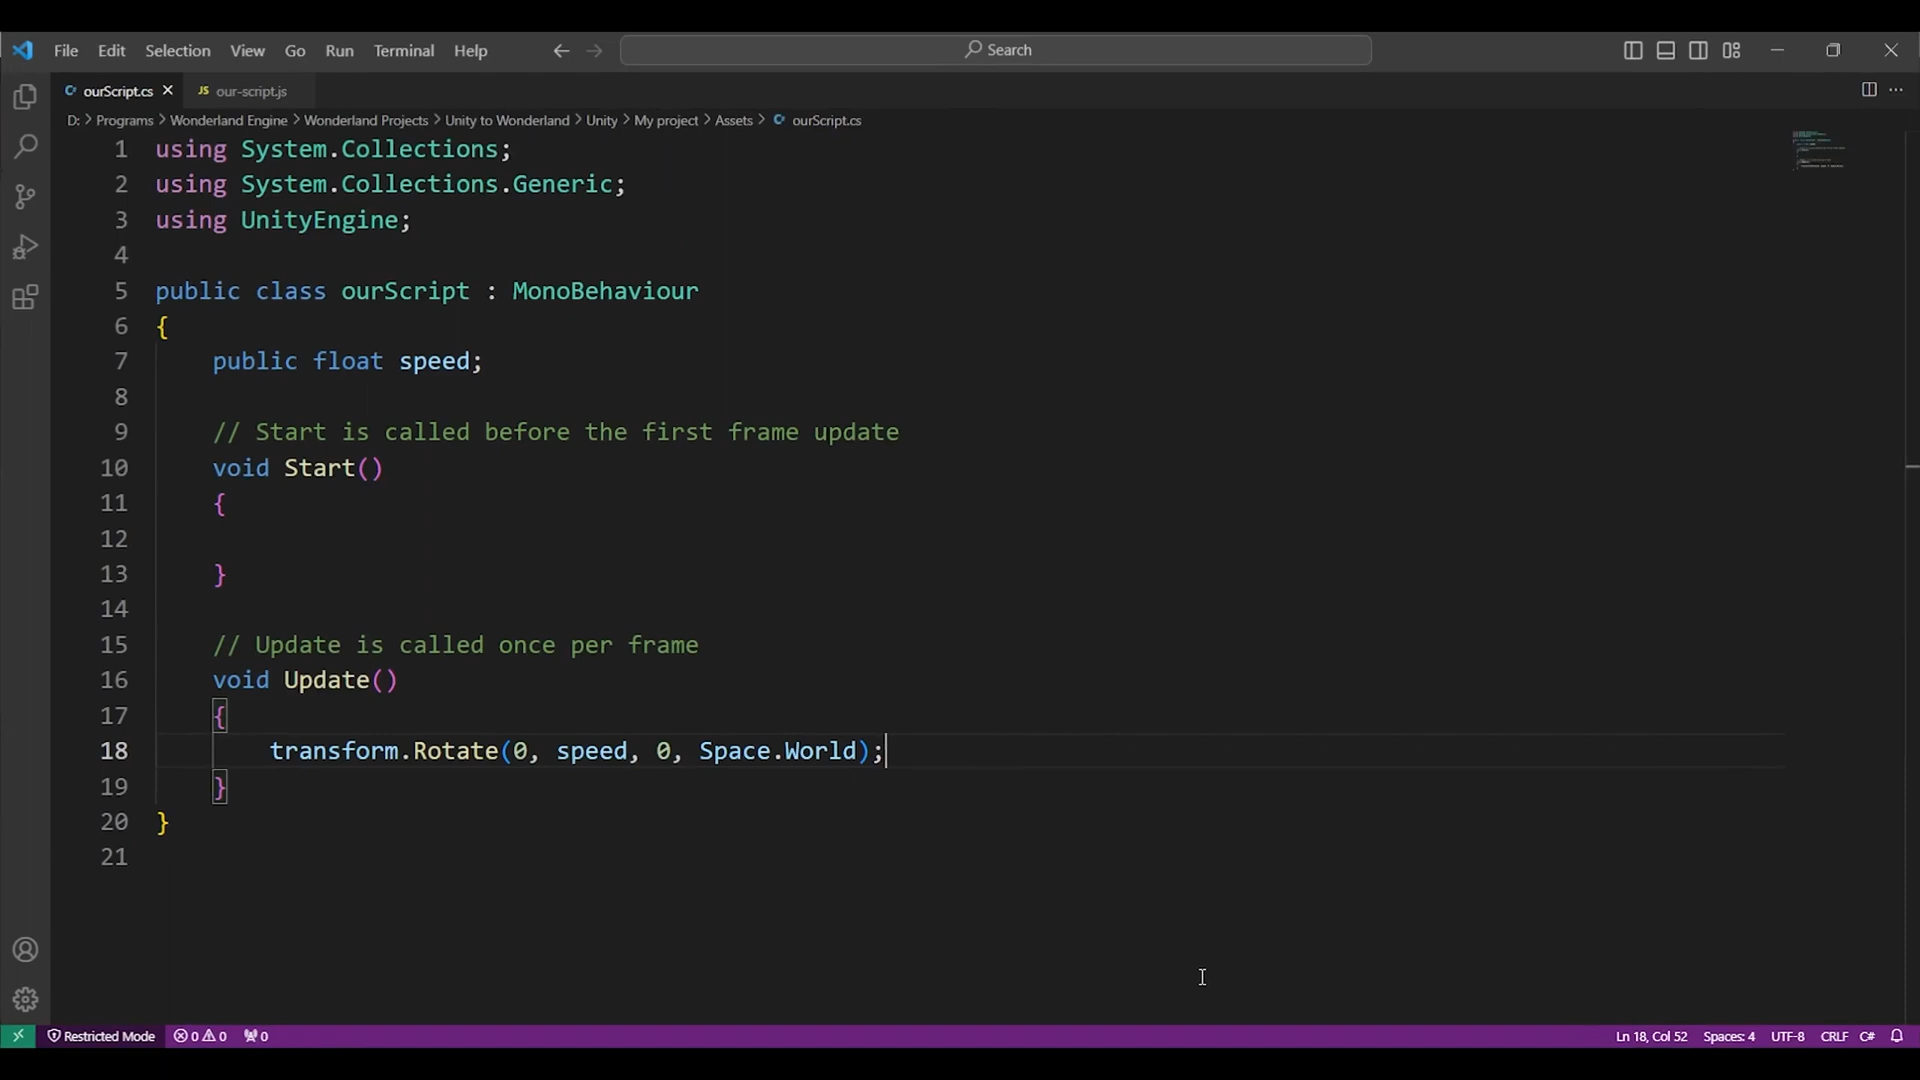 File Edit Selection View Go Run Terminal Help Search
ourScript.cs JS our-script.js
D: > Programs > Wonderland Engine > Wonderland Projects > Unity to Wonderland > Unity > My project > Assets > ourScript.cs
1 using System.Collections;
2 using System.Collections.Generic;
3 using UnityEngine;
4
5 public class ourScript : MonoBehaviour
6 {
7 public float speed;
8
9 // Start is called before the first frame update
10 void Start()
11 {
12
13 }
14
15 // Update is called once per frame
16 void Update()
17 {
18 transform.Rotate(0, speed, 0, Space.World);
19 }
20 }
21
Restricted Mode 0 0 0 Ln 18, Col 52 Spaces: 4 UTF-8 CRLF C#